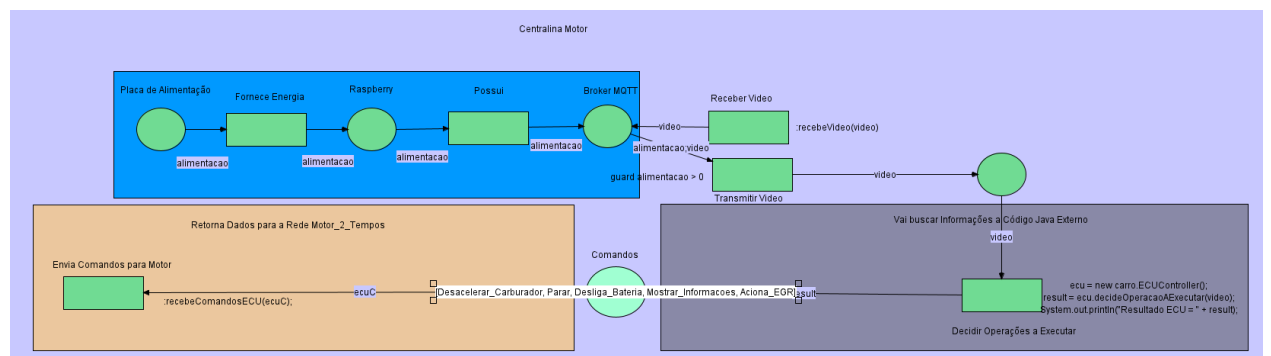 Centralina Motor
Placa de Alimentação
Fornece Energia
Raspberry
Possui
Broker MQTT
Receber Video
video
:recebeVideo(video)
alimentacao
alimentacao
alimentacao
alimentacao
alimentacao;video
guard alimentacao > 0
video
Transmitir Video
Retorna Dados para a Rede Motor_2_Tempos
Vai buscar Informações a Código Java Externo
video
Envia Comandos para Motor
Comandos
ecuC
[Desacelerar_Carburador, Parar, Desliga_Bateria, Mostrar_Informacoes, Aciona_EGR]
:recebeComandosECU(ecuC);
ecu = new carro.ECUController();
result = ecu.decideOperacaoAExecutar(video);
System.out.println("Resultado ECU = " + result);
Decidir Operações a Executar